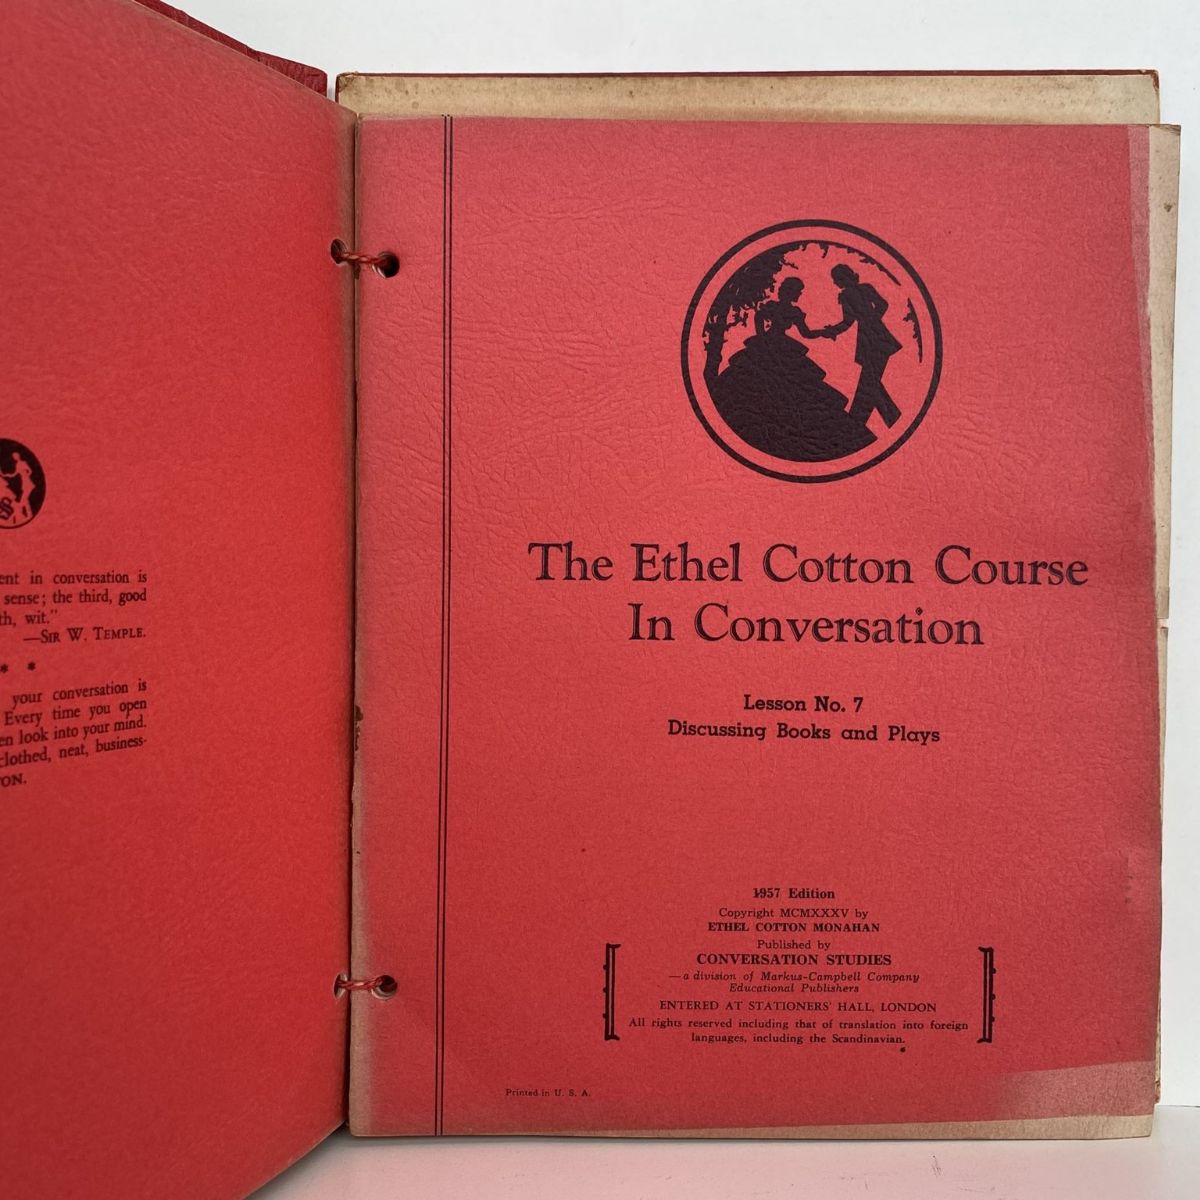 ent in conversation is
sense; the third, good
th, wit."
—SIR W. TEMPLE.
* *
your conversation is
Every time you open
en look into your mind.
clothed, neat, business-
TON.
The Ethel Cotton Course
In Conversation
Lesson No. 7
Discussing Books and Plays
1957 Edition
Copyright MCMXXXV by
ETHEL COTTON MONAHAN
Published by
CONVERSATION STUDIES
—a division of Markus-Campbell Company
Educational Publishers
ENTERED AT STATIONERS' HALL, LONDON
All rights reserved including that of translation into foreign
languages, including the Scandinavian.
Printed in U. S. A.